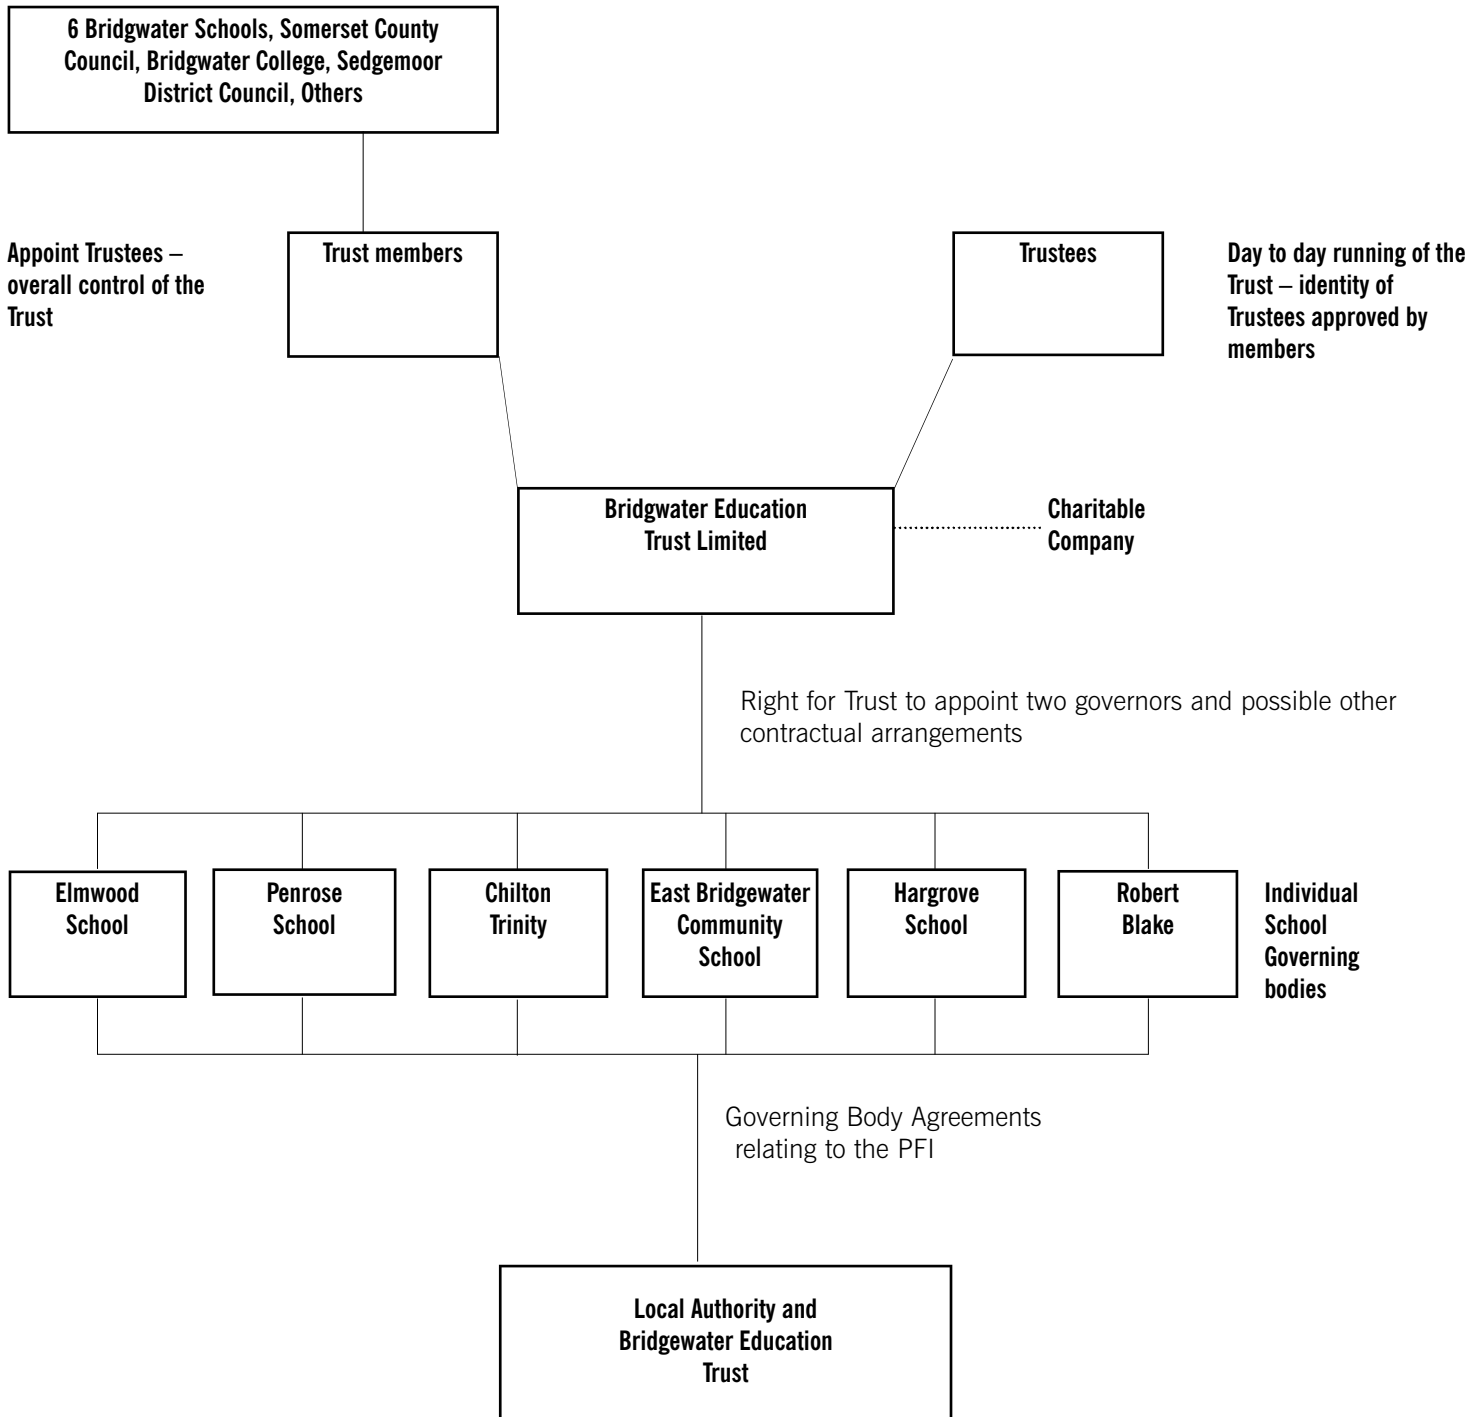 6 Bridgwater Schools, Somerset County
Council, Bridgwater College, Sedgemoor
District Council, Others
Appoint Trustees –
overall control of the
Trust
Trust members
Trustees
Day to day running of the
Trust – identity of
Trustees approved by
members
Bridgwater Education
Trust Limited
Charitable
Company
Right for Trust to appoint two governors and possible other
contractual arrangements
Elmwood
School
Penrose
School
Chilton
Trinity
East Bridgewater
Community
School
Hargrove
School
Robert
Blake
Individual
School
Governing
bodies
Governing Body Agreements
relating to the PFI
Local Authority and
Bridgewater Education
Trust